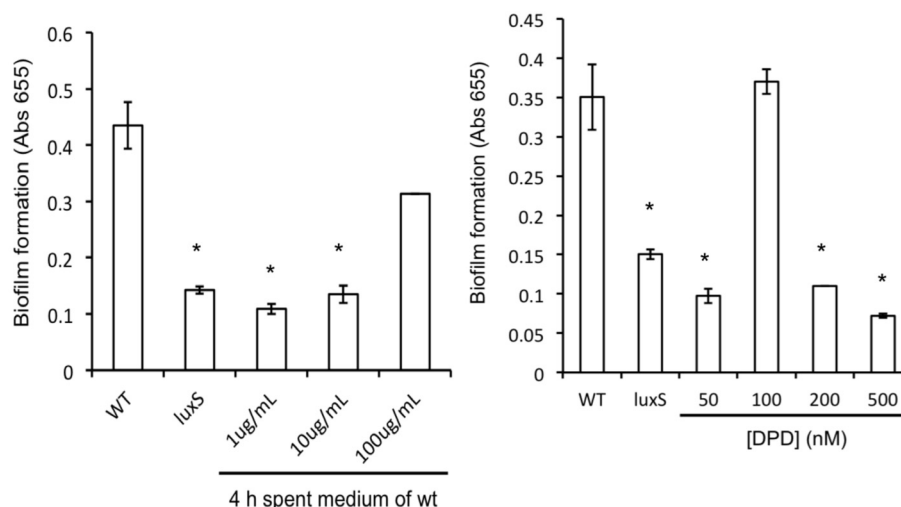 Biofilm formation (Abs 655)
0.6
0.5
0.4
0.3
0.2
0.1
0
*
*
*
WT
luxS
1ug/mL
10ug/mL
100ug/mL
4 h spent medium of wt
Biofilm formation (Abs 655)
0.45
0.4
0.35
0.3
0.25
0.2
0.15
0.1
0.05
0
*
*
*
*
WT luxS 50 100 200 500
[DPD] (nM)